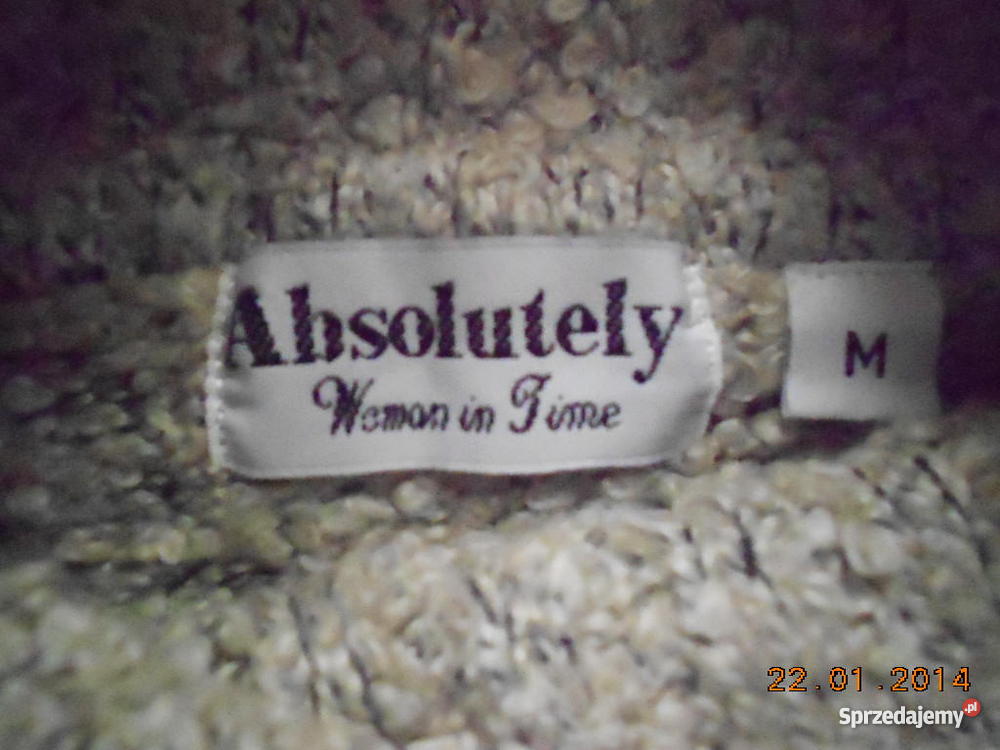 Absolutely
Woman in Time
M
22.01.2014
Sprzedajemy.pl